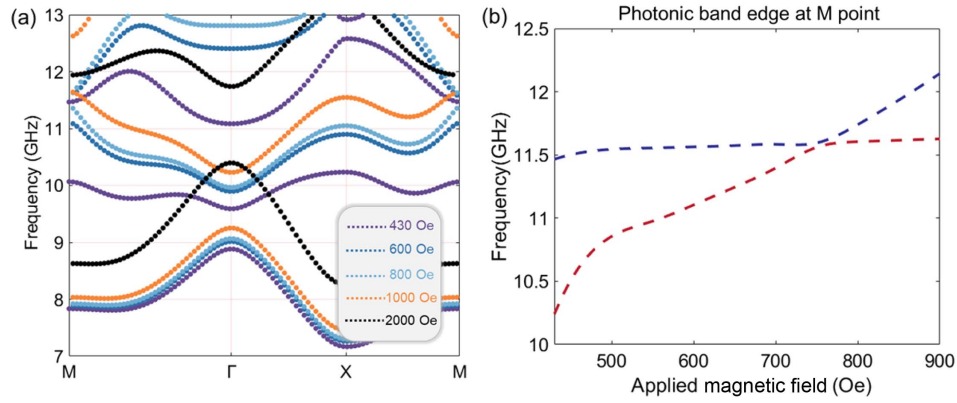 (a)
13
12
11
10
9
8
7
Frequency (GHz)
M
Γ
X
M
430 Oe
600 Oe
800 Oe
1000 Oe
2000 Oe
(b)
Photonic band edge at M point
12.5
12
11.5
11
10.5
10
Frequency (GHz)
500
600
700
800
900
Applied magnetic field (Oe)